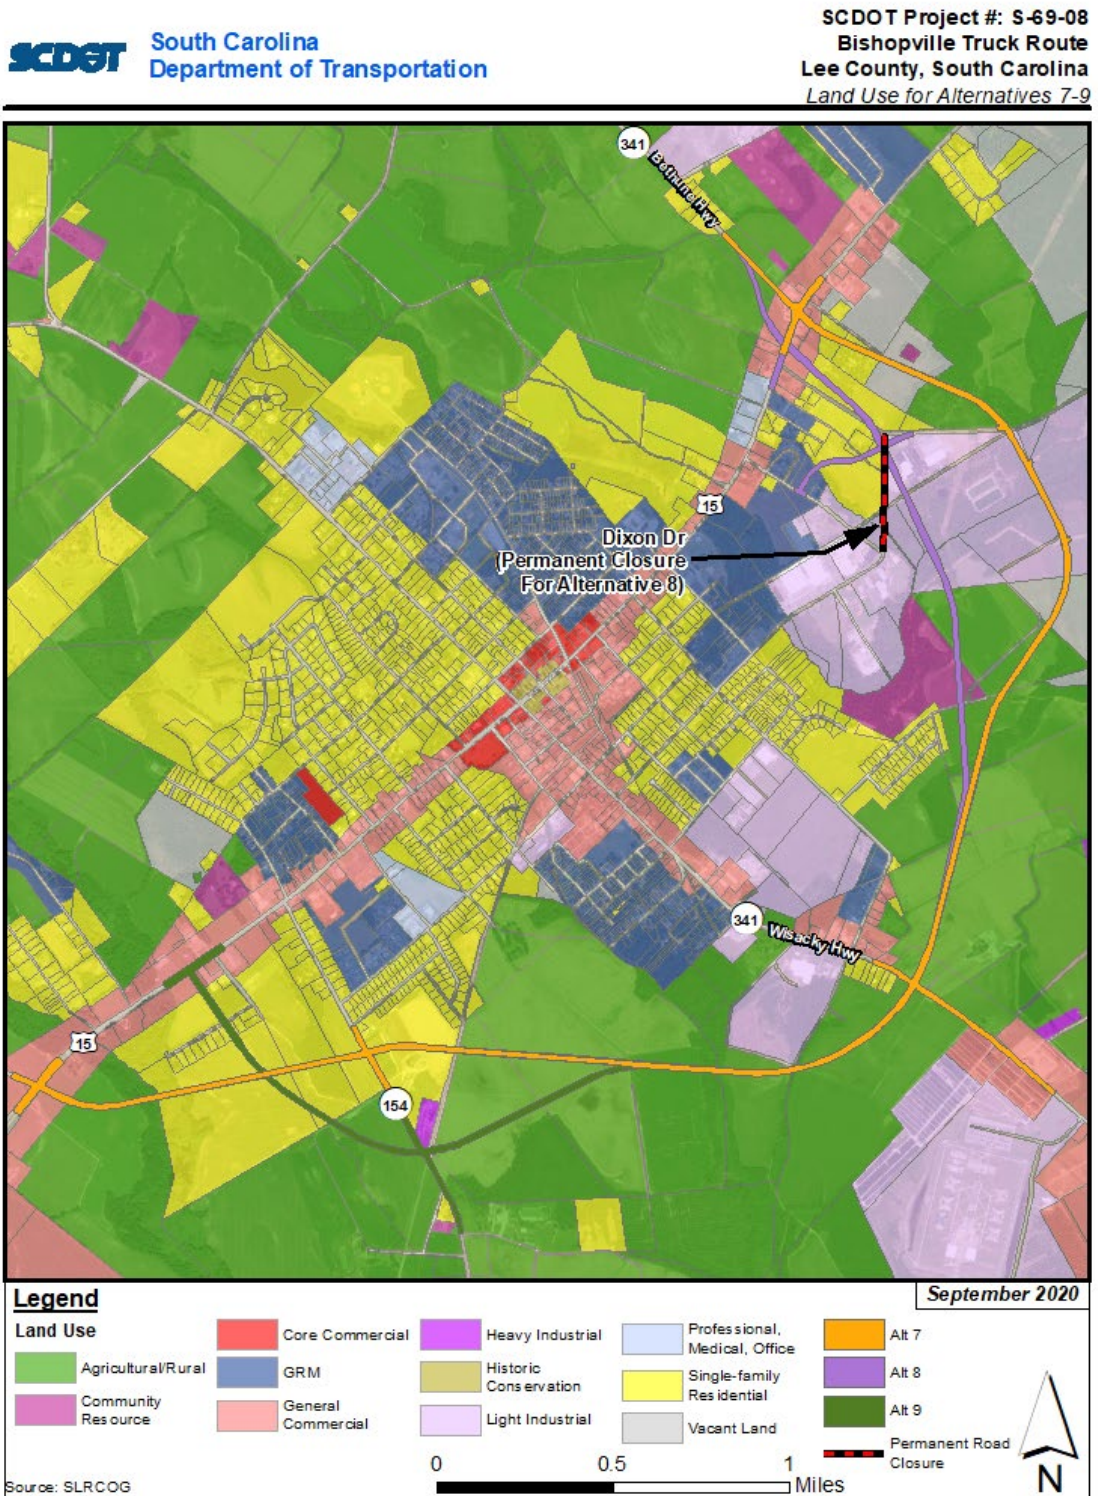 SCDOT
South Carolina
Department of Transportation
SCDOT Project #: S-69-08
Bishopville Truck Route
Lee County, South Carolina
Land Use for Alternatives 7-9
341
Bethune Hwy
15
Dixon Dr
(Permanent Closure
For Alternative 8)
341
Wisacky Hwy
15
154
September 2020
Legend
Land Use
Agricultural/Rural
Community
Resource
Core Commercial
GRM
General
Commercial
Heavy Industrial
Historic
Conservation
Light Industrial
Professional,
Medical, Office
Single-family
Residential
Vacant Land
Alt 7
Alt 8
Alt 9
Permanent Road
Closure
0 0.5 1
Miles
N
Source: SLRCOG